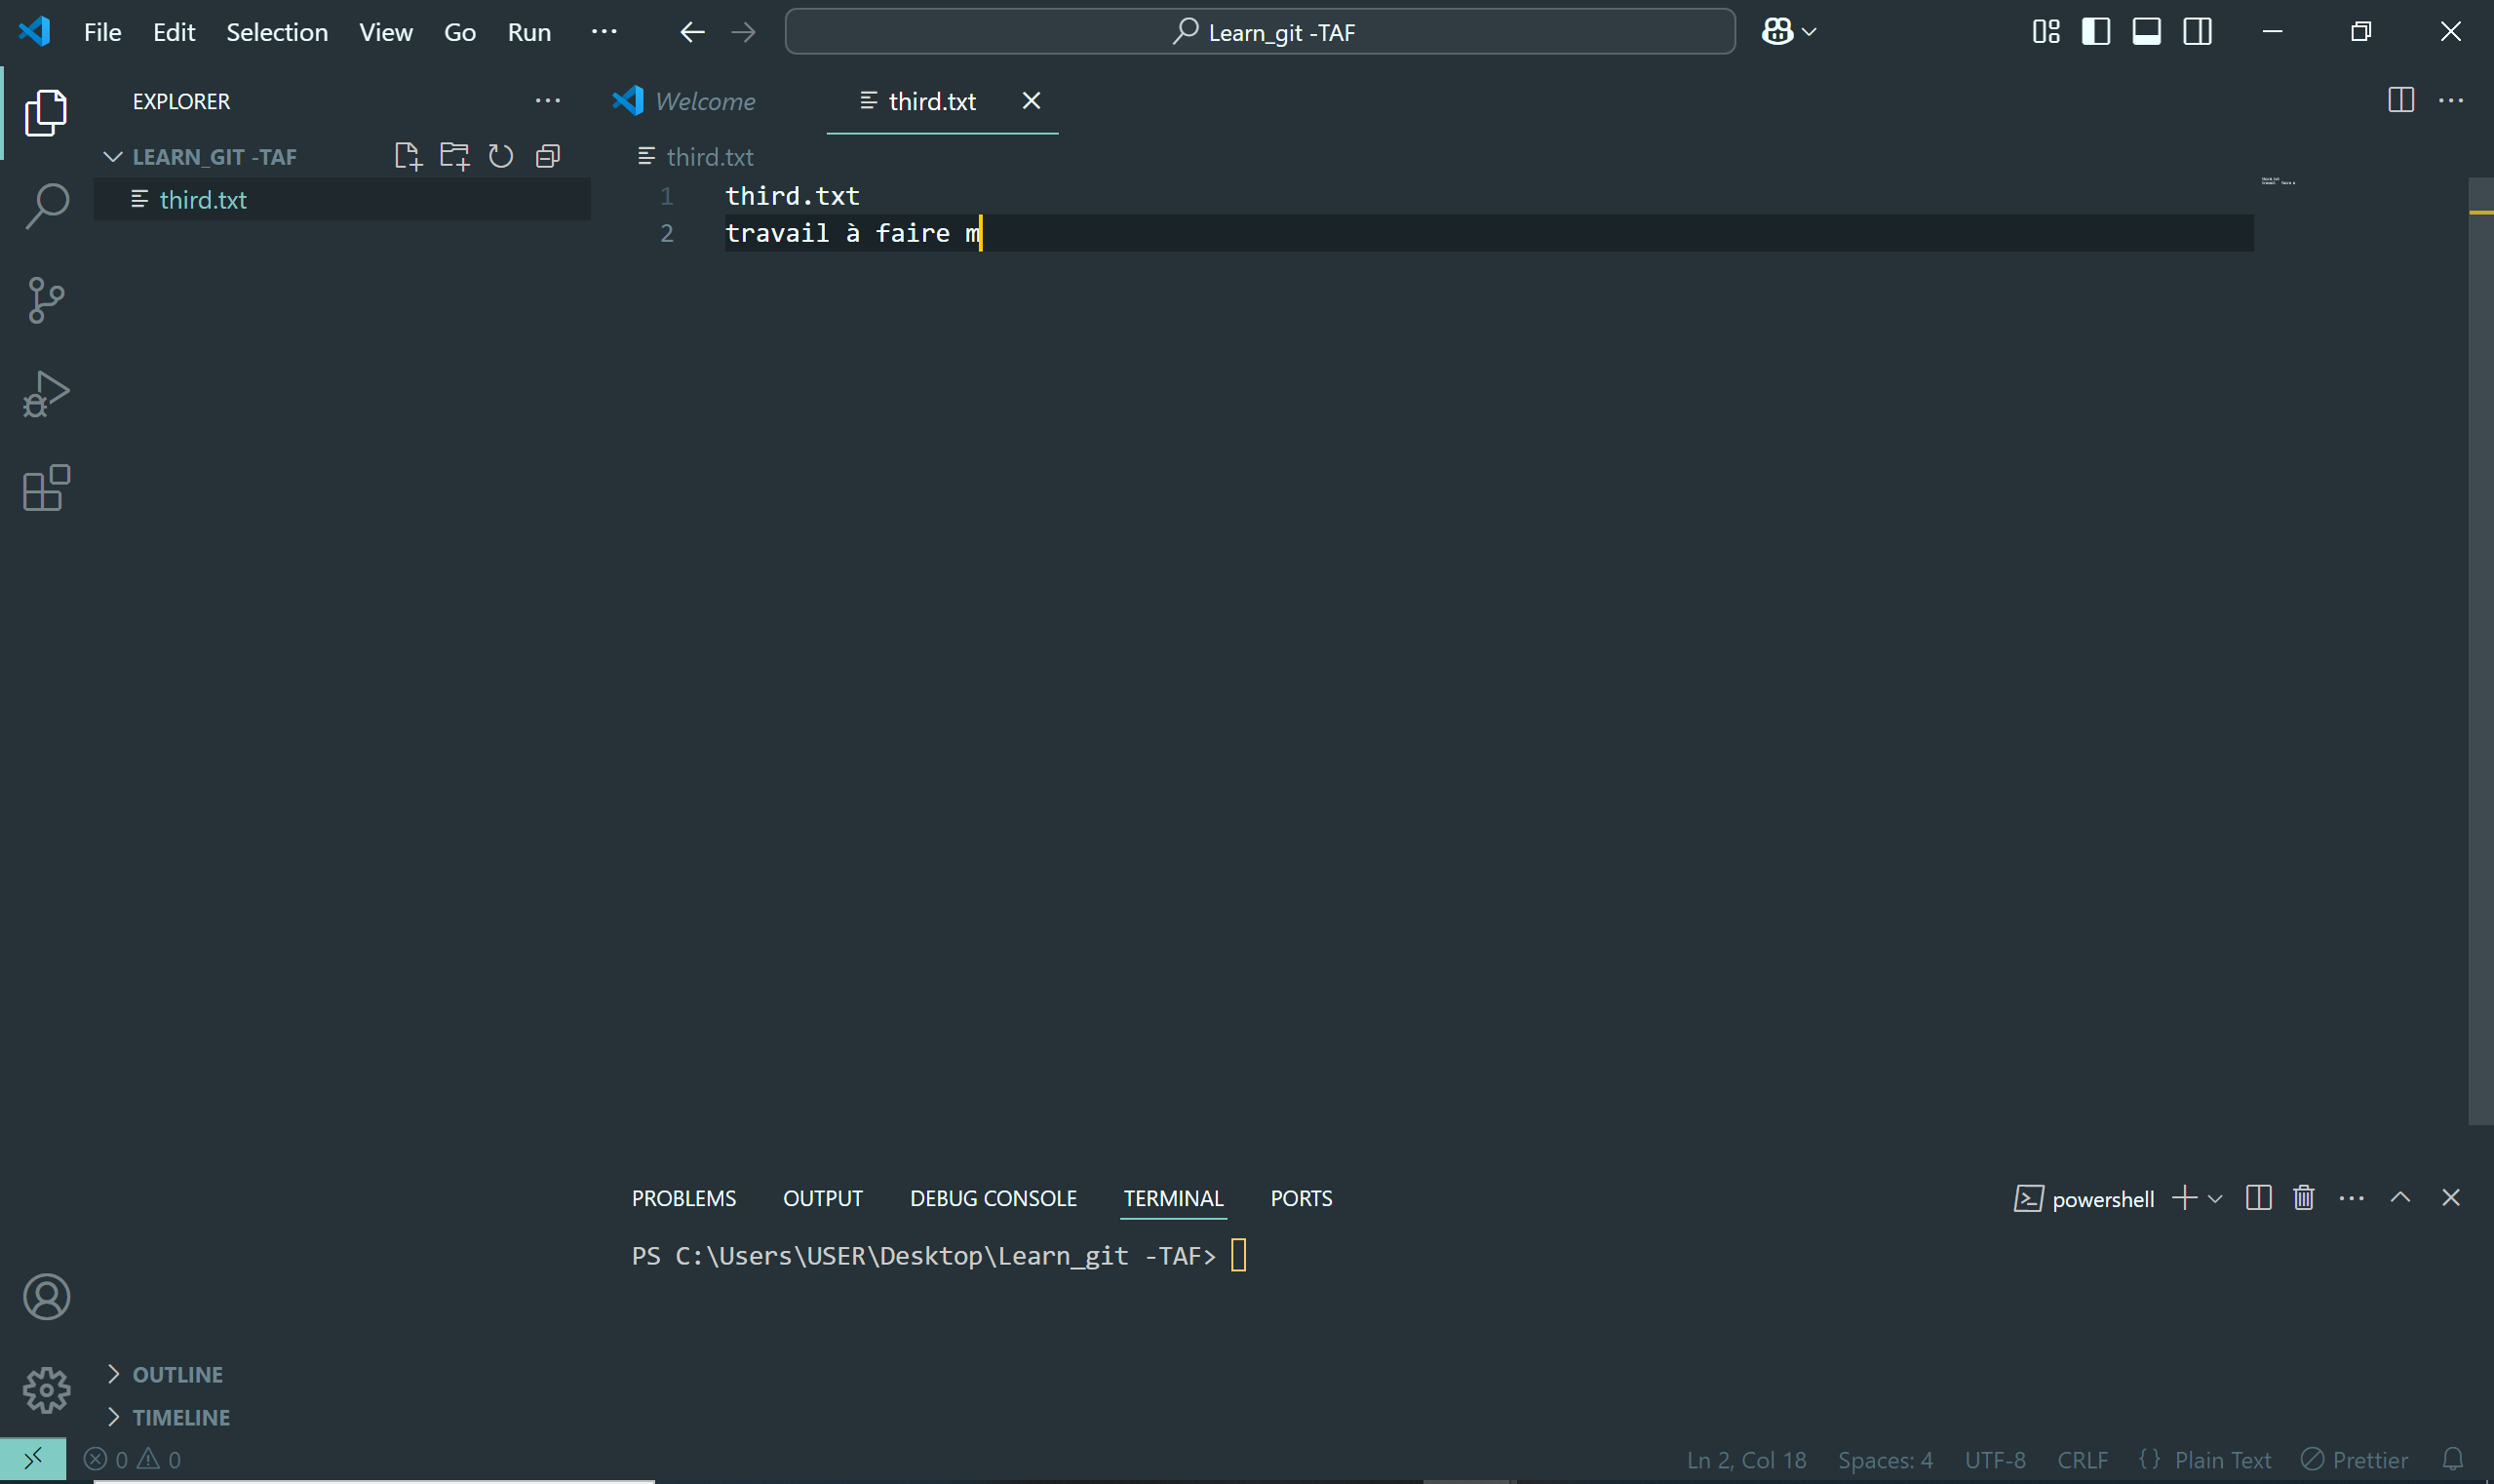 File Edit Selection View Go Run ···
Learn_git -TAF
EXPLORER ···
LEARN_GIT -TAF
third.txt
Welcome
third.txt
third.txt
1 third.txt
2 travail à faire m
PROBLEMS OUTPUT DEBUG CONSOLE TERMINAL PORTS
powershell
PS C:\Users\USER\Desktop\Learn_git -TAF>
OUTLINE
TIMELINE
0 0
Ln 2, Col 18 Spaces: 4 UTF-8 CRLF {} Plain Text Prettier